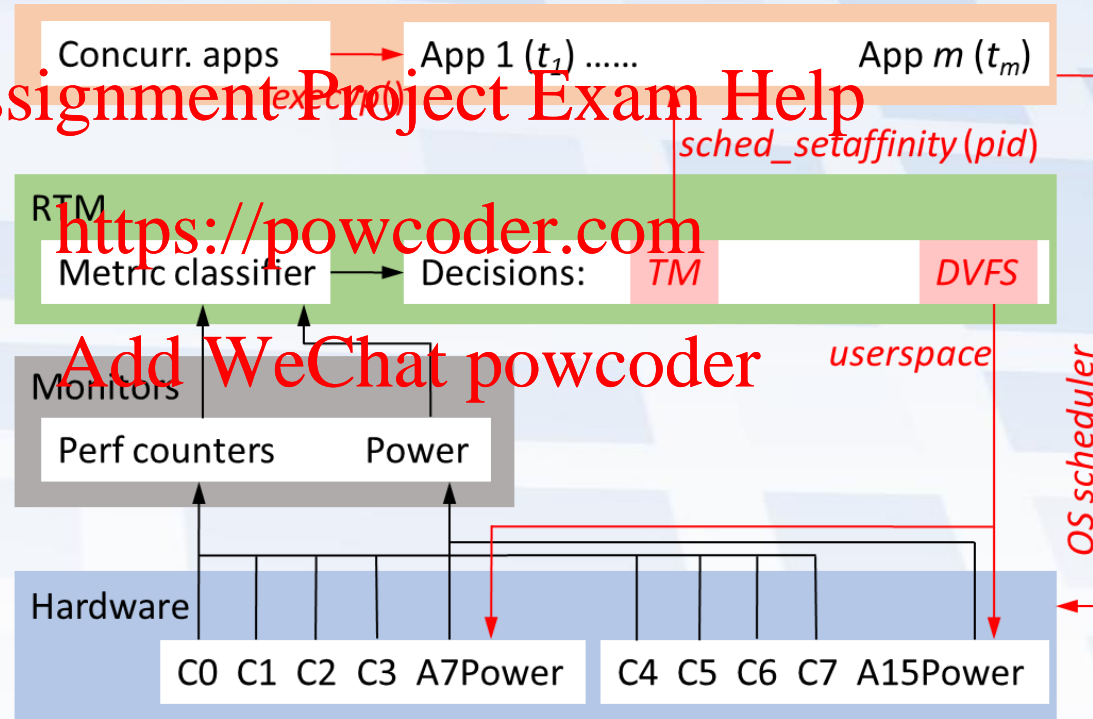 Concurr. apps
App 1 (t1) ......
App m (tm)
execvp()
ssignment Project Exam Help
sched_setaffinity (pid)
RTM
https://powcoder.com
Metric classifier
Decisions:
TM
DVFS
Add WeChat powcoder
userspace
Monitors
Perf counters
Power
OS scheduler
Hardware
C0 C1 C2 C3 A7Power
C4 C5 C6 C7 A15Power